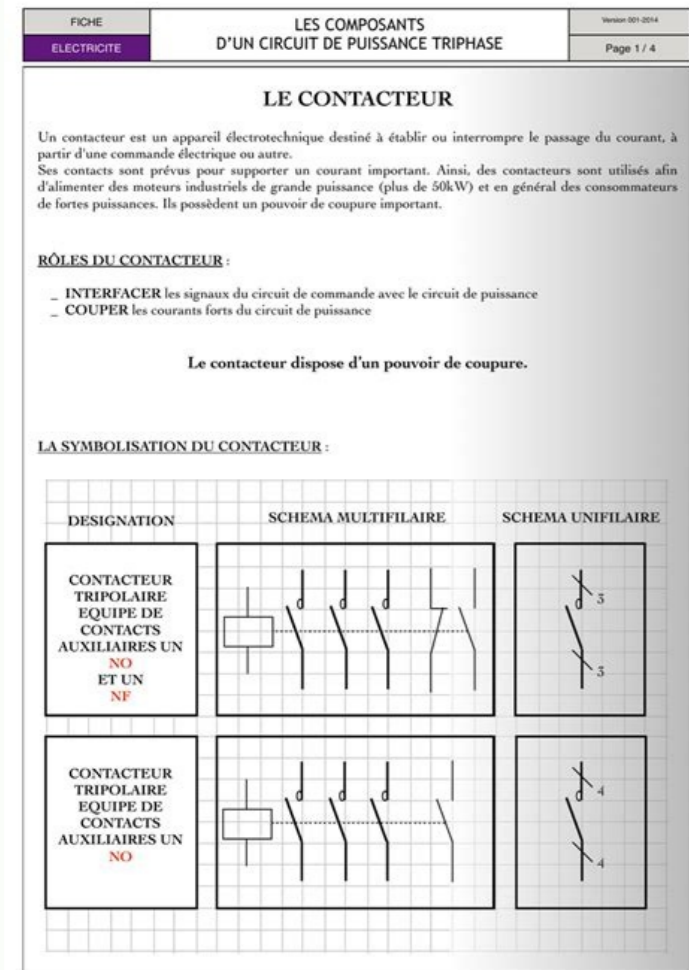 FICHE
ELECTRICITE
LES COMPOSANTS
D'UN CIRCUIT DE PUISSANCE TRIPHASE
Version 001-2014
Page 1 / 4
LE CONTACTEUR
Un contacteur est un appareil électrotechnique destiné à établir ou interrompre le passage du courant, à
partir d'une commande électrique ou autre.
Ses contacts sont prévus pour supporter un courant important. Ainsi, des contacteurs sont utilisés afin
d'alimenter des moteurs industriels de grande puissance (plus de 50kW) et en général des consommateurs
de fortes puissances. Ils possèdent un pouvoir de coupure important.
RÔLES DU CONTACTEUR :
_ INTERFACER les signaux du circuit de commande avec le circuit de puissance
_ COUPER les courants forts du circuit de puissance
Le contacteur dispose d'un pouvoir de coupure.
LA SYMBOLISATION DU CONTACTEUR :
DESIGNATION
SCHEMA MULTIFILAIRE
SCHEMA UNIFILAIRE
CONTACTEUR
TRIPOLAIRE
EQUIPE DE
CONTACTS
AUXILIAIRES UN
NO
ET UN
NF
3
3
CONTACTEUR
TRIPOLAIRE
EQUIPE DE
CONTACTS
AUXILIAIRES UN
NO
4
4